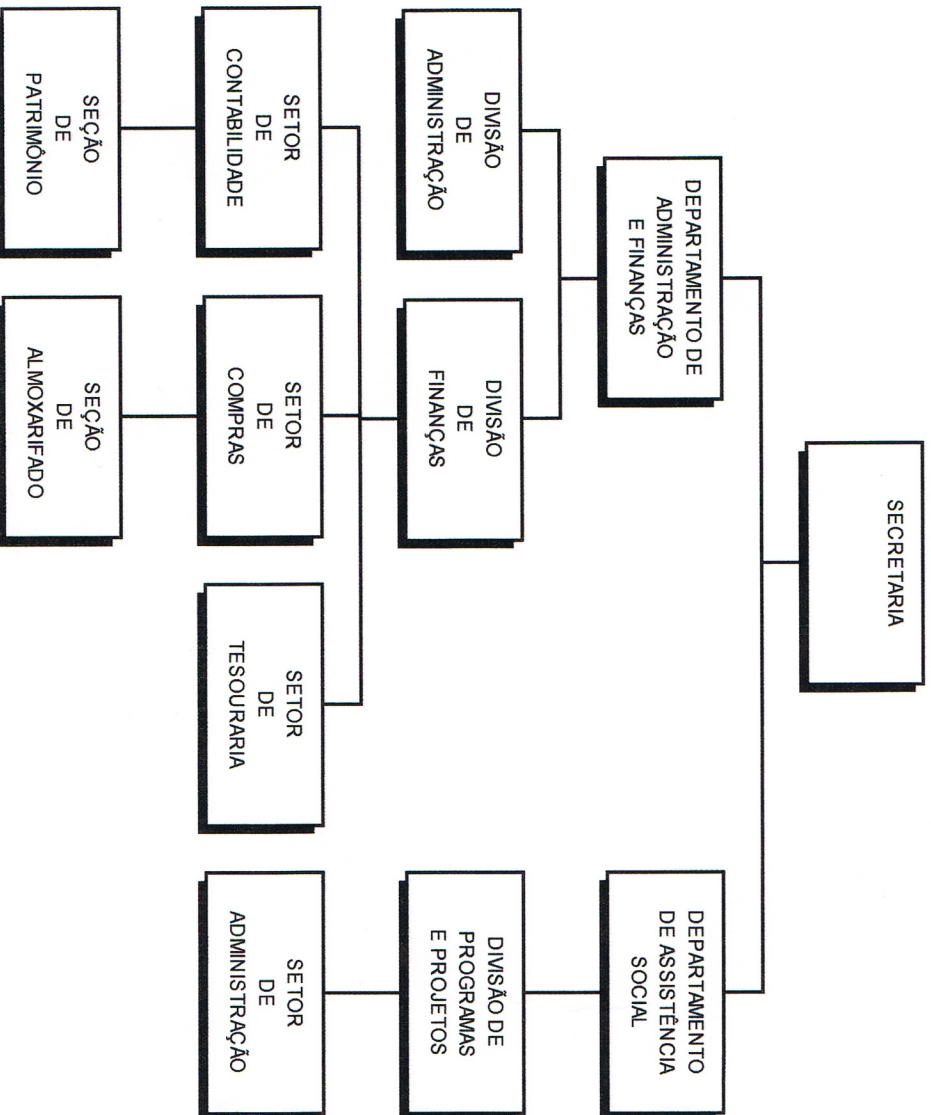 SECRETARIA
DEPARTAMENTO DE
ADMINISTRAÇÃO
E FINANÇAS
DEPARTAMENTO
DE ASSISTÊNCIA
SOCIAL
DIVISÃO
DE
ADMINISTRAÇÃO
DIVISÃO
DE
FINANÇAS
DIVISÃO DE
PROGRAMAS
E PROJETOS
SETOR
DE
CONTABILIDADE
SETOR
DE
COMPRAS
SETOR
DE
TESOURARIA
SETOR
DE
ADMINISTRAÇÃO
SEÇÃO
DE
PATRIMÔNIO
SEÇÃO
DE
ALMOXARIFADO